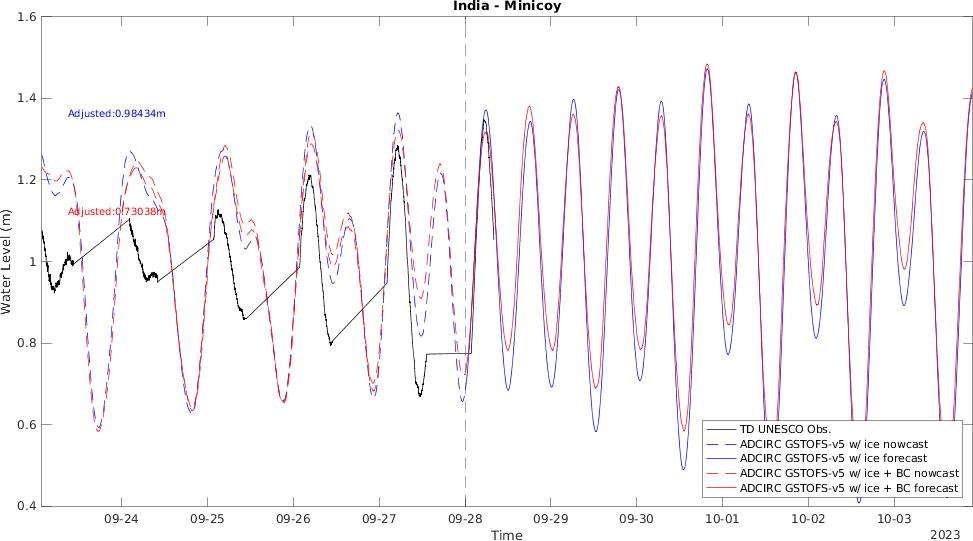 India - Minicoy
1.6
1.4
1.2
1
0.8
0.6
0.4
Water Level (m)
Adjusted:0.98434m
Adjusted:0.73038m
TD UNESCO Obs.
ADCIRC GSTOFS-v5 w/ ice nowcast
ADCIRC GSTOFS-v5 w/ ice forecast
ADCIRC GSTOFS-v5 w/ ice + BC nowcast
ADCIRC GSTOFS-v5 w/ ice + BC forecast
09-24 09-25 09-26 09-27 09-28 09-29 09-30 10-01 10-02 10-03
Time
2023